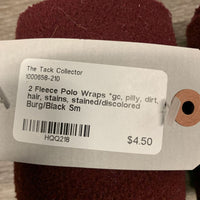 The Tack Collector
1000658-210
2 Fleece Polo Wraps *gc, pilly, dirt,
hair, stains, stained/discolored
Burg/Black Sm
HQQ218
$4.50